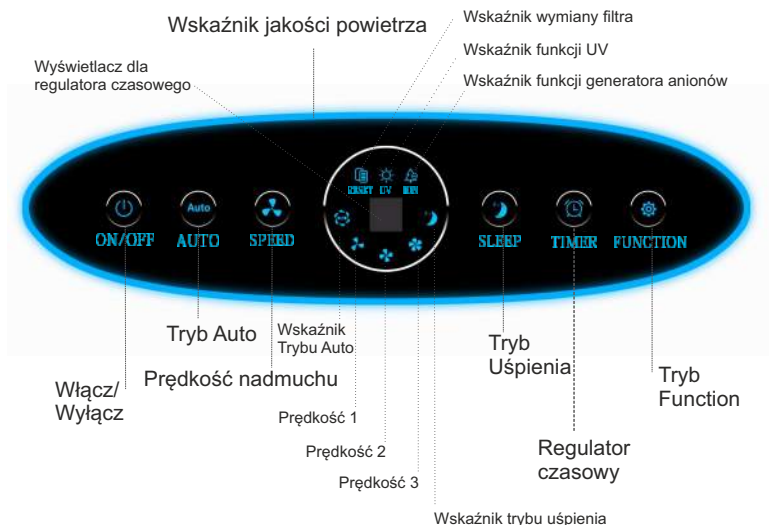 Wskaźnik jakości powietrza
Wskaźnik wymiany filtra
Wskaźnik funkcji UV
Wskaźnik funkcji generatora anionów
Wyświetlacz dla
regulatora czasowego
RESET UV ION
Auto
ON/OFF AUTO SPEED SLEEP TIMER FUNCTION
Tryb Auto
Wskaźnik
Trybu Auto
Tryb
Uśpienia
Włącz/
Wyłącz
Prędkość nadmuchu
Tryb
Function
Prędkość 1
Prędkość 2
Prędkość 3
Regulator
czasowy
Wskaźnik trybu uśpienia